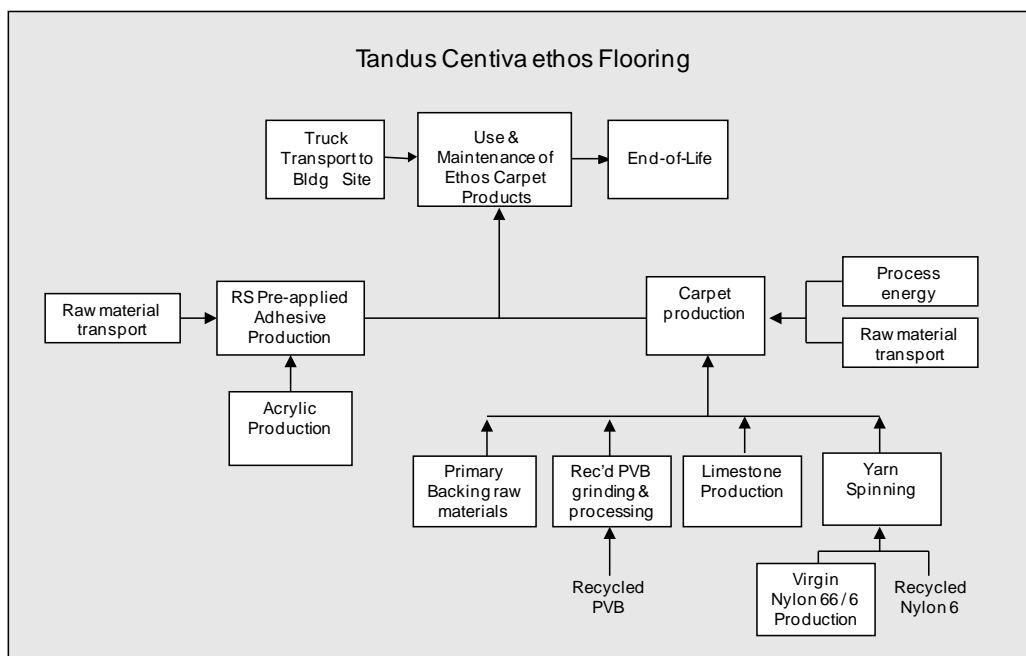 Tandus Centiva ethos Flooring
Truck
Transport to
Bldg Site
Use &
Maintenance of
Ethos Carpet
Products
End-of-Life
Raw material
transport
RS Pre-applied
Adhesive
Production
Carpet
production
Process
energy
Raw material
transport
Acrylic
Production
Primary
Backing raw
materials
Rec'd PVB
grinding &
processing
Limestone
Production
Yarn
Spinning
Recycled
PVB
Virgin
Nylon 66/6
Production
Recycled
Nylon 6